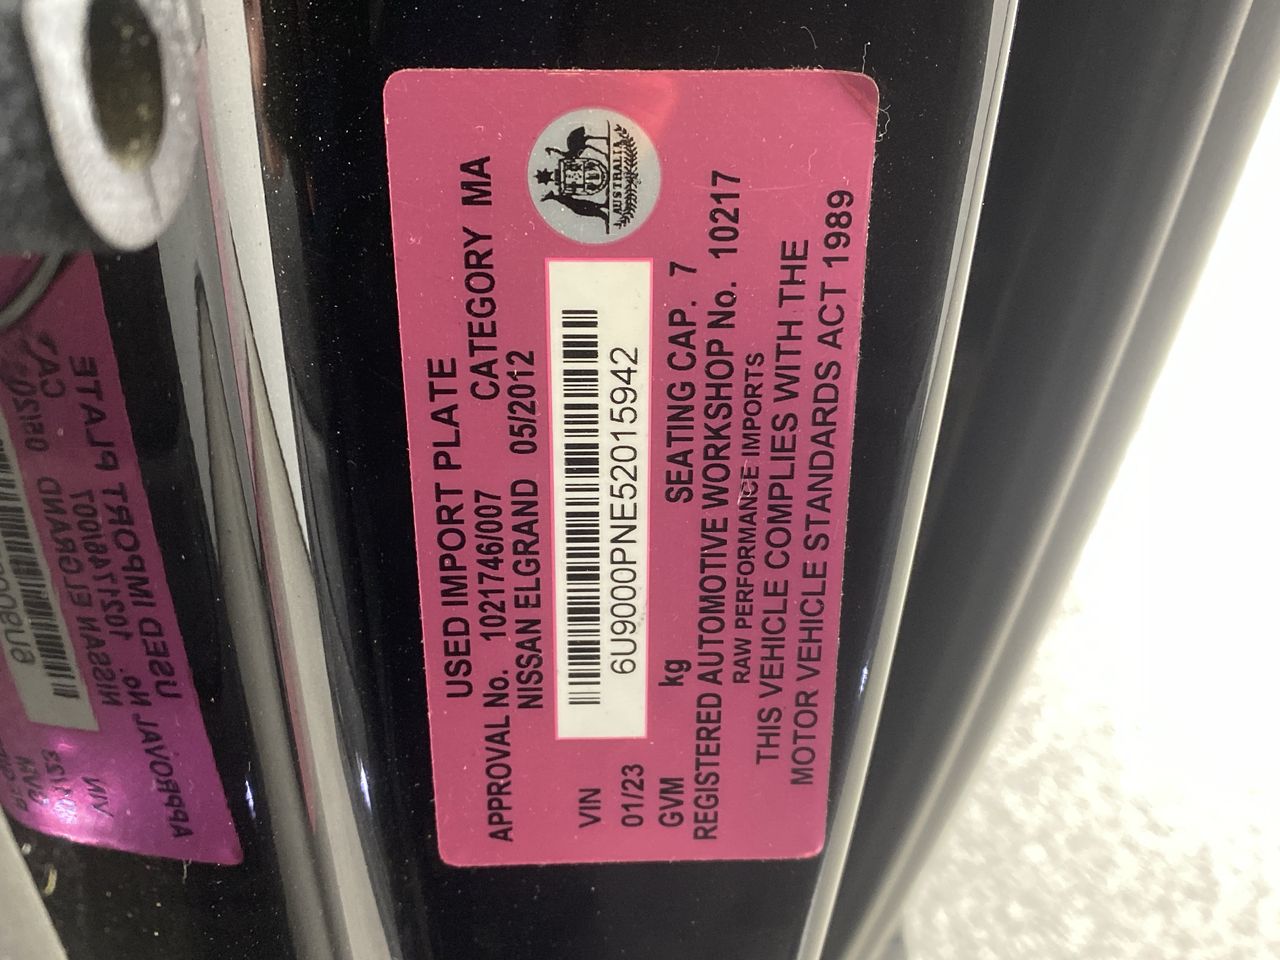 USED IMPORT PLATE
APPROVAL No. 1021746/007 CATEGORY MA
NISSAN ELGRAND 05/2012
AUSTRALIA
VIN
6U9000PNE52015942
01/23
GVM kg SEATING CAP. 7
REGISTERED AUTOMOTIVE WORKSHOP No. 10217
RAW PERFORMANCE IMPORTS
THIS VEHICLE COMPLIES WITH THE
MOTOR VEHICLE STANDARDS ACT 1989